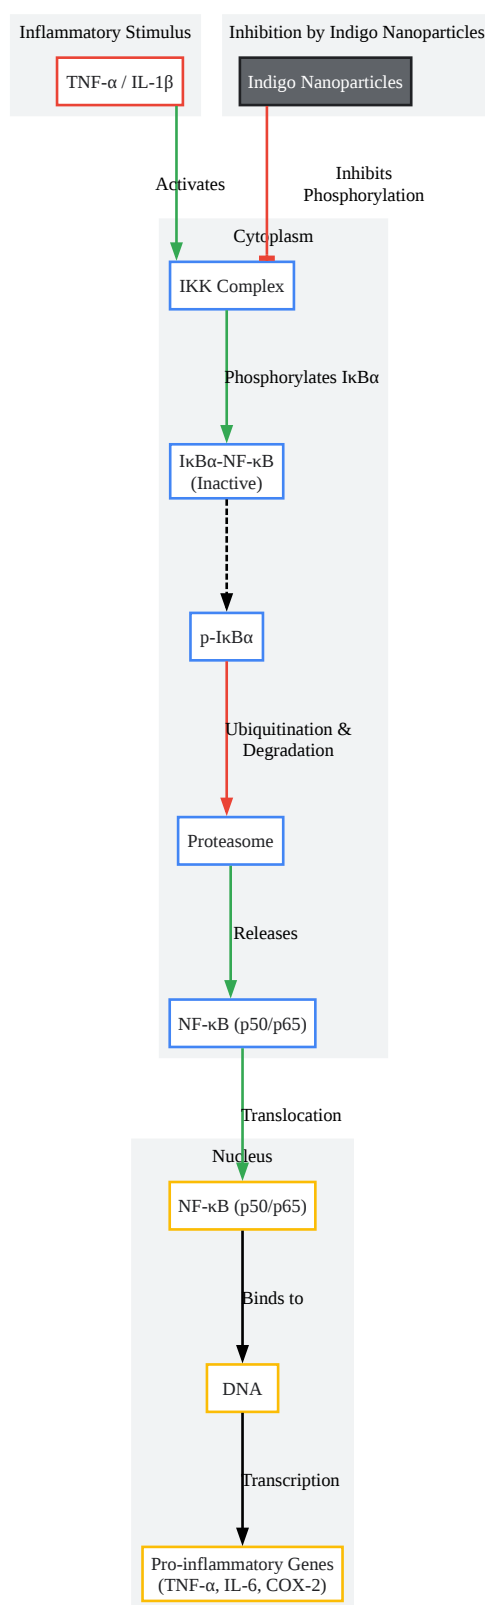 Inflammatory Stimulus
Inhibition by Indigo Nanoparticles
TNF-α / IL-1β
Indigo Nanoparticles
Activates
Inhibits
Phosphorylation
Cytoplasm
IKK Complex
Phosphorylates IκBα
IκBα-NF-κB
(Inactive)
p-IκBα
Ubiquitination &
Degradation
Proteasome
Releases
NF-κB (p50/p65)
Translocation
Nucleus
NF-κB (p50/p65)
Binds to
DNA
Transcription
Pro-inflammatory Genes
(TNF-α, IL-6, COX-2)